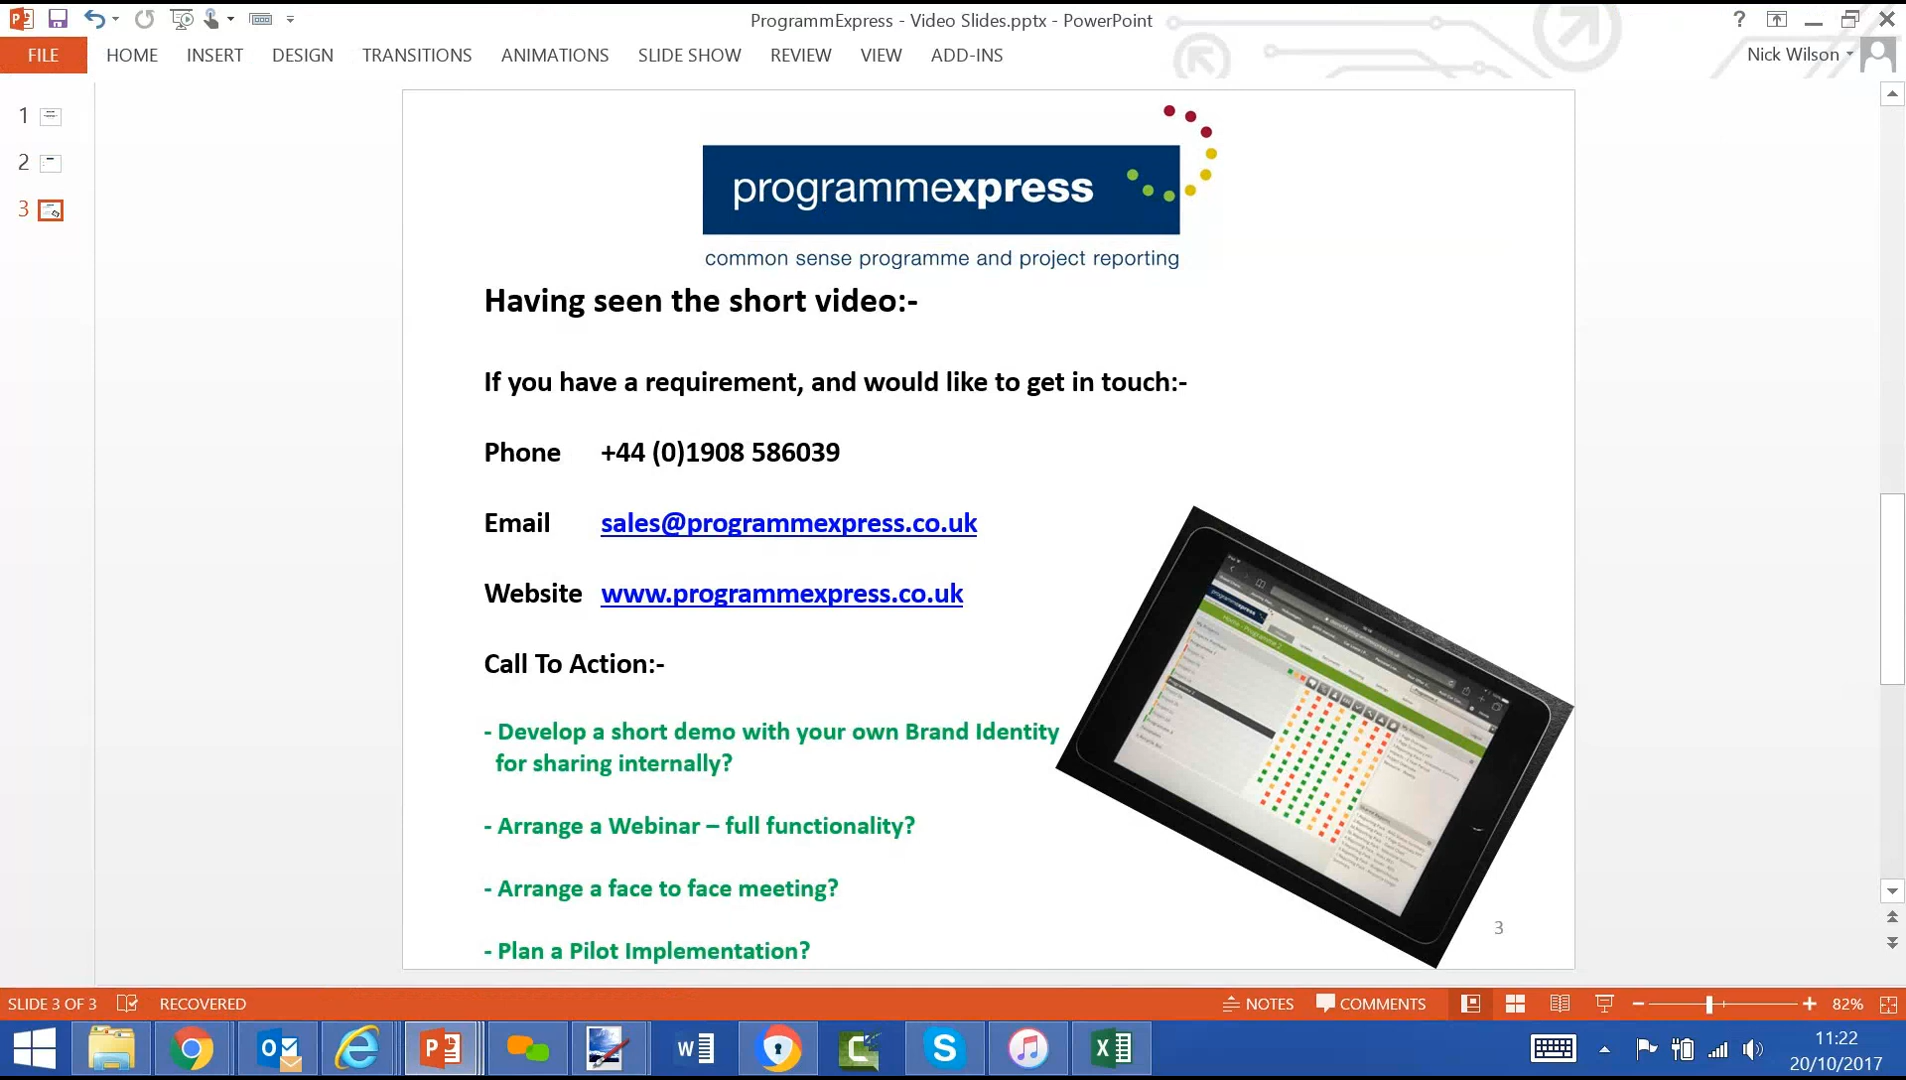 ProgrammExpress - Video Slides.pptx - PowerPoint
?
FILE HOME INSERT DESIGN TRANSITIONS ANIMATIONS SLIDE SHOW REVIEW VIEW ADD-INS
Nick Wilson
1
2
3
programmexpress
common sense programme and project reporting
Having seen the short video:-
If you have a requirement, and would like to get in touch:-
Phone +44 (0)1908 586039
Email sales@programmexpress.co.uk
Website www.programmexpress.co.uk
Call To Action:-
- Develop a short demo with your own Brand Identity
for sharing internally?
- Arrange a Webinar – full functionality?
- Arrange a face to face meeting?
- Plan a Pilot Implementation?
programmexpress
Home - Programme 2
3
SLIDE 3 OF 3 RECOVERED NOTES COMMENTS 82%
11:22
20/10/2017